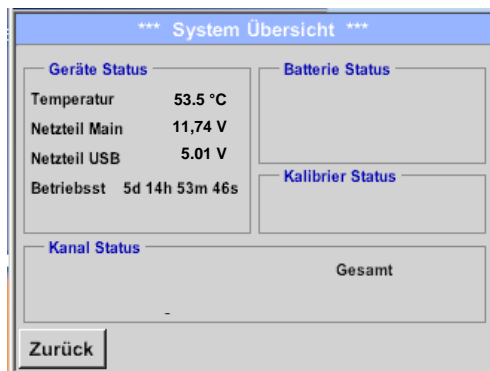 *** System Übersicht ***
Geräte Status
Temperatur 53.5 °C
Netzteil Main 11,74 V
Netzteil USB 5.01 V
Betriebsst 5d 14h 53m 46s
Batterie Status
Kalibrier Status
Kanal Status
Gesamt
-
Zurück